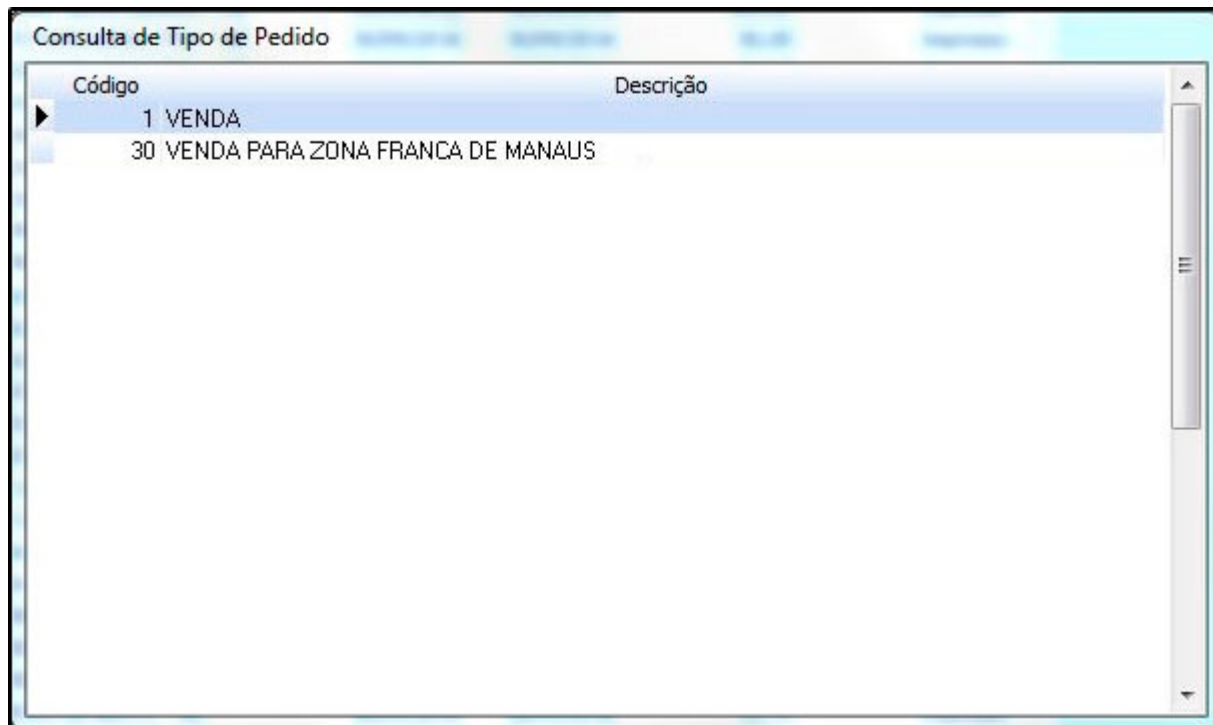 Consulta de Tipo de Pedido
Código Descrição
1 VENDA
30 VENDA PARA ZONA FRANCA DE MANAUS